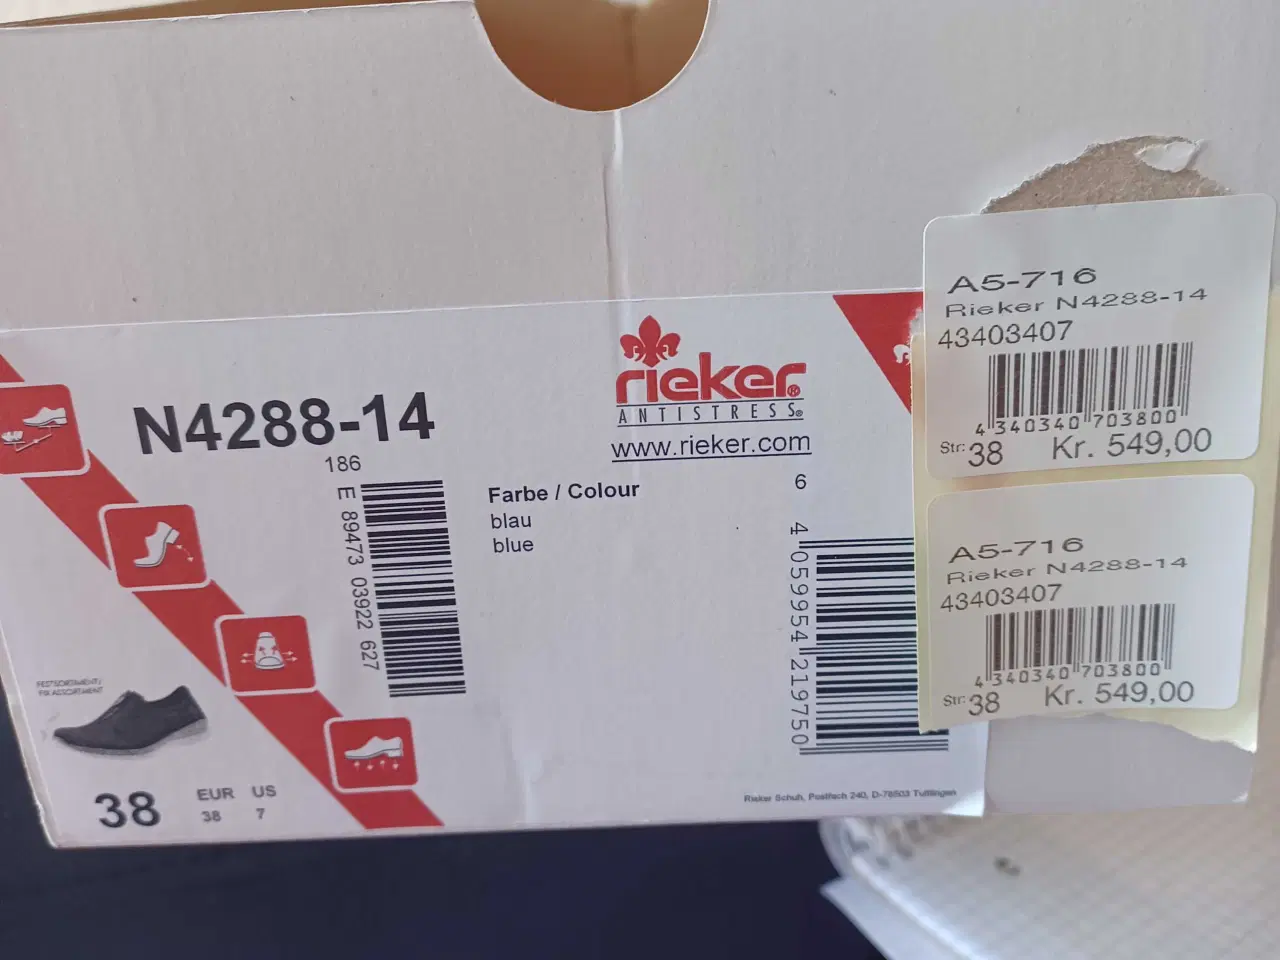 N4288-14
186
E 89473 03922 627
Farbe / Colour
blau
blue
rieker®
ANTISTRESS®
www.rieker.com
6
4 059954 219750
FESTSORTIMENT/
FIX ASSORTMENT
38
EUR US
38 7
Rieker Schuh, Postfach 240, D-78503 Tuttlingen
A5-716
Rieker N4288-14
43403407
4 340340 703800
Str: 38 Kr. 549,00
A5-716
Rieker N4288-14
43403407
4 340340 703800
Str: 38 Kr. 549,00